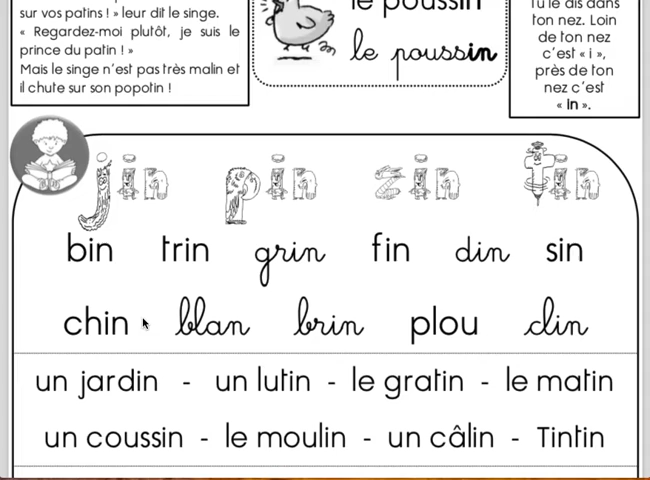 sur vos patins ! » leur dit le singe.
« Regardez-moi plutôt, je suis le
prince du patin ! »
Mais le singe n'est pas très malin et
il chute sur son popotin !
le poussin
le poussin
Tu le dis dans
ton nez. Loin
de ton nez
c'est « i »,
près de ton
nez c'est
« in ».
jin pin zin tin
bin trin grin fin din sin
chin blan brin plou clin
un jardin - un lutin - le gratin - le matin
un coussin - le moulin - un câlin - Tintin